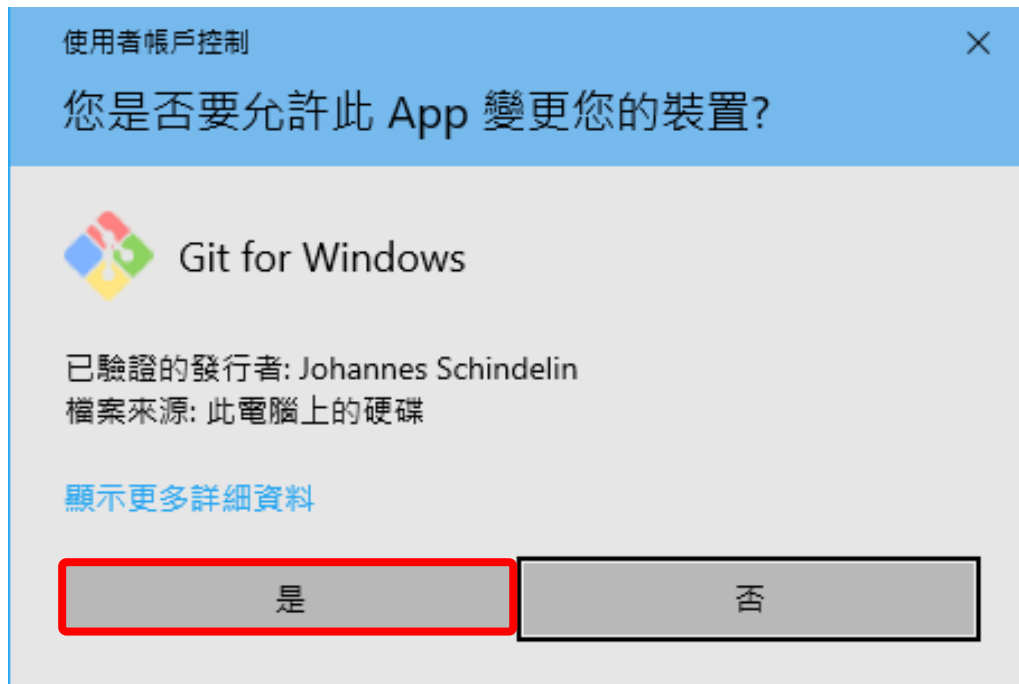 使用者帳戶控制
您是否要允許此 App 變更您的裝置?
Git for Windows
已驗證的發行者: Johannes Schindelin
檔案來源: 此電腦上的硬碟
顯示更多詳細資料
是
否